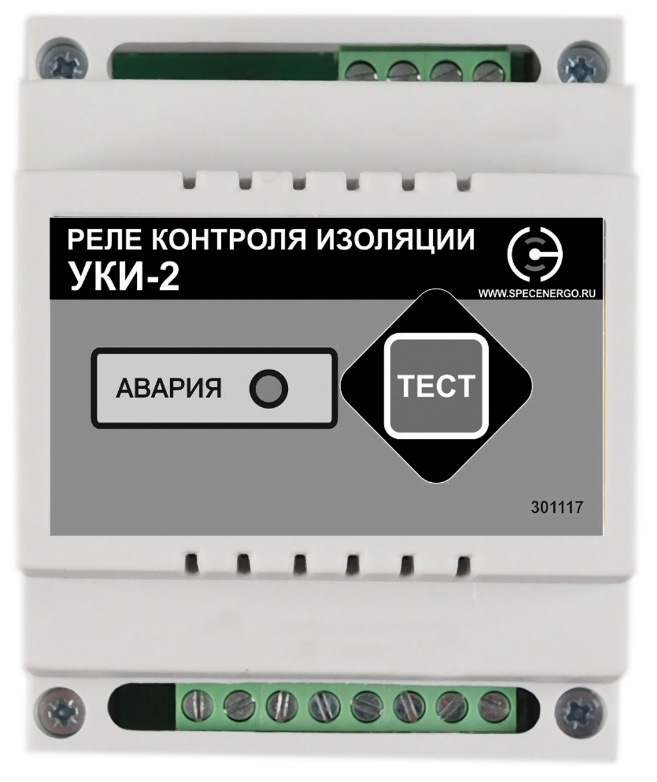 РЕЛЕ КОНТРОЛЯ ИЗОЛЯЦИИ
УКИ-2
WWW.SPECENERGO.RU
АВАРИЯ
ТЕСТ
301117